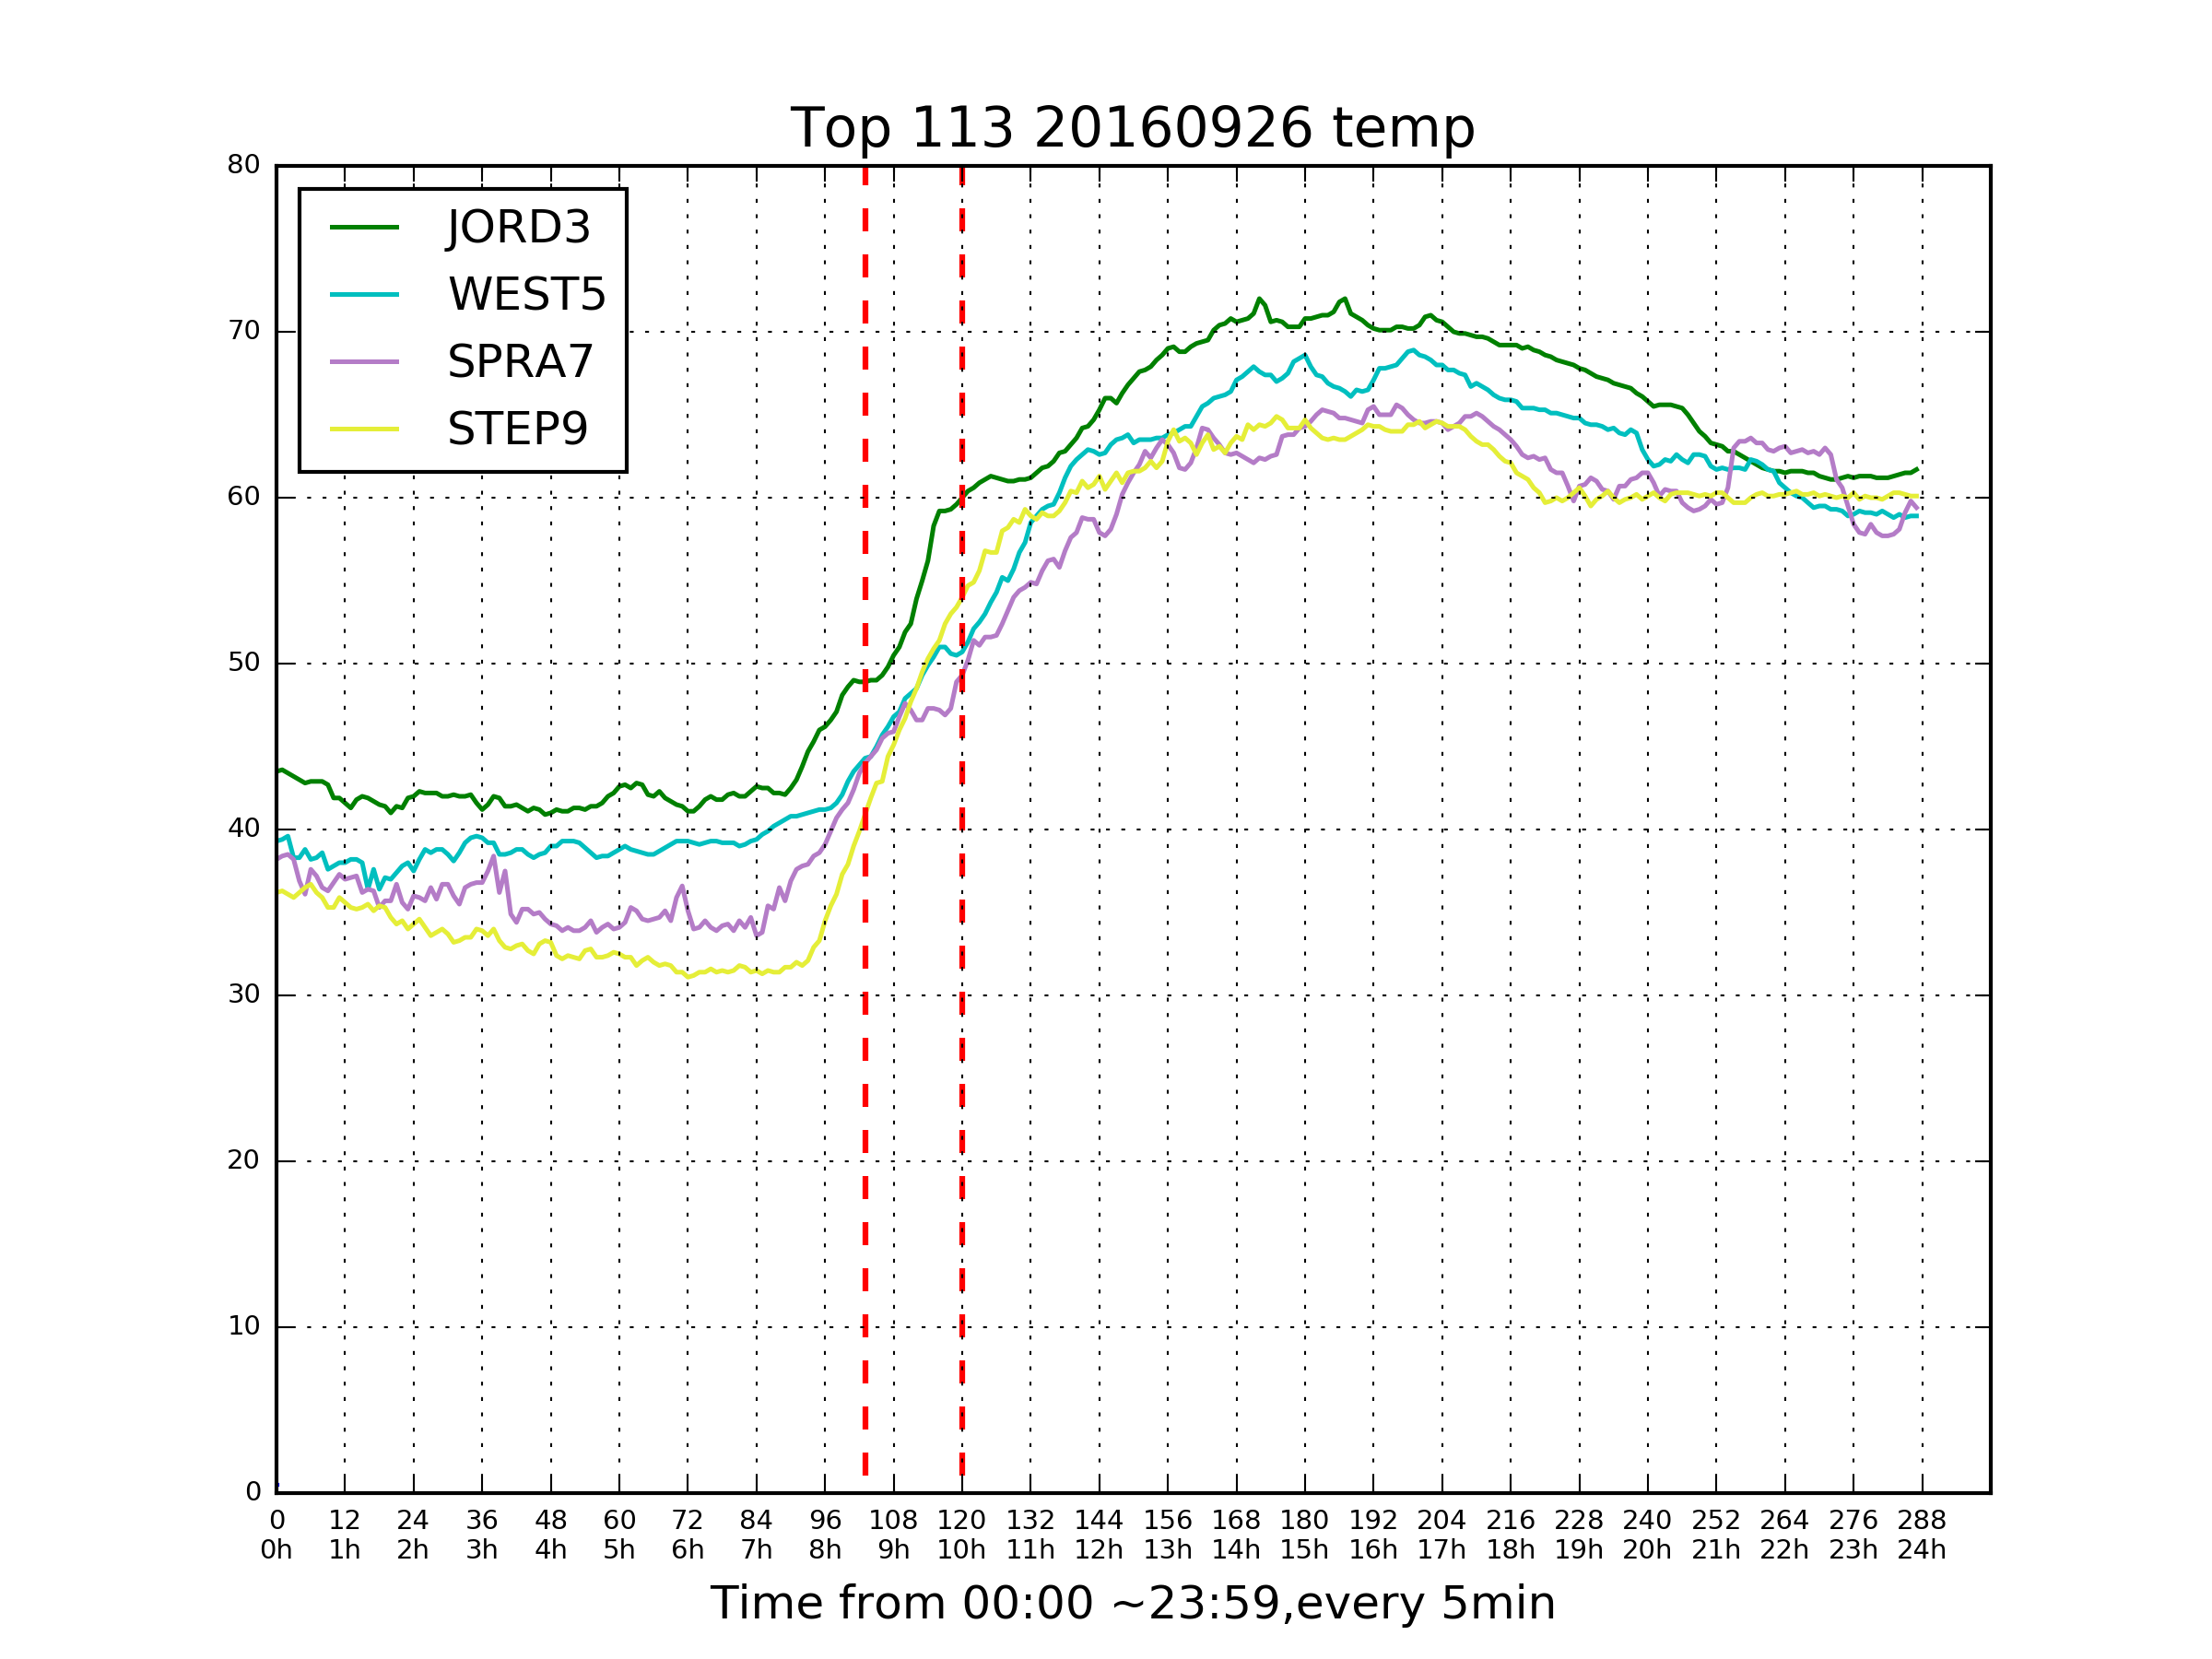 Top 113 20160926 temp
80
70
60
50
40
30
20
10
0
JORD3
WEST5
SPRA7
STEP9
0 12 24 36 48 60 72 84 96 108 120 132 144 156 168 180 192 204 216 228 240 252 264 276 288
0h 1h 2h 3h 4h 5h 6h 7h 8h 9h 10h 11h 12h 13h 14h 15h 16h 17h 18h 19h 20h 21h 22h 23h 24h
Time from 00:00 ~23:59,every 5min